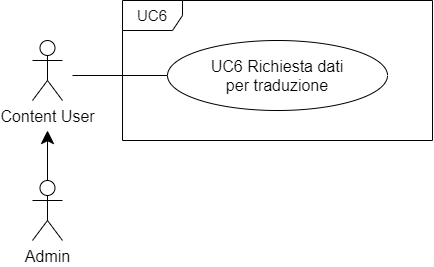 UC6
UC6 Richiesta dati
per traduzione
Content User
Admin